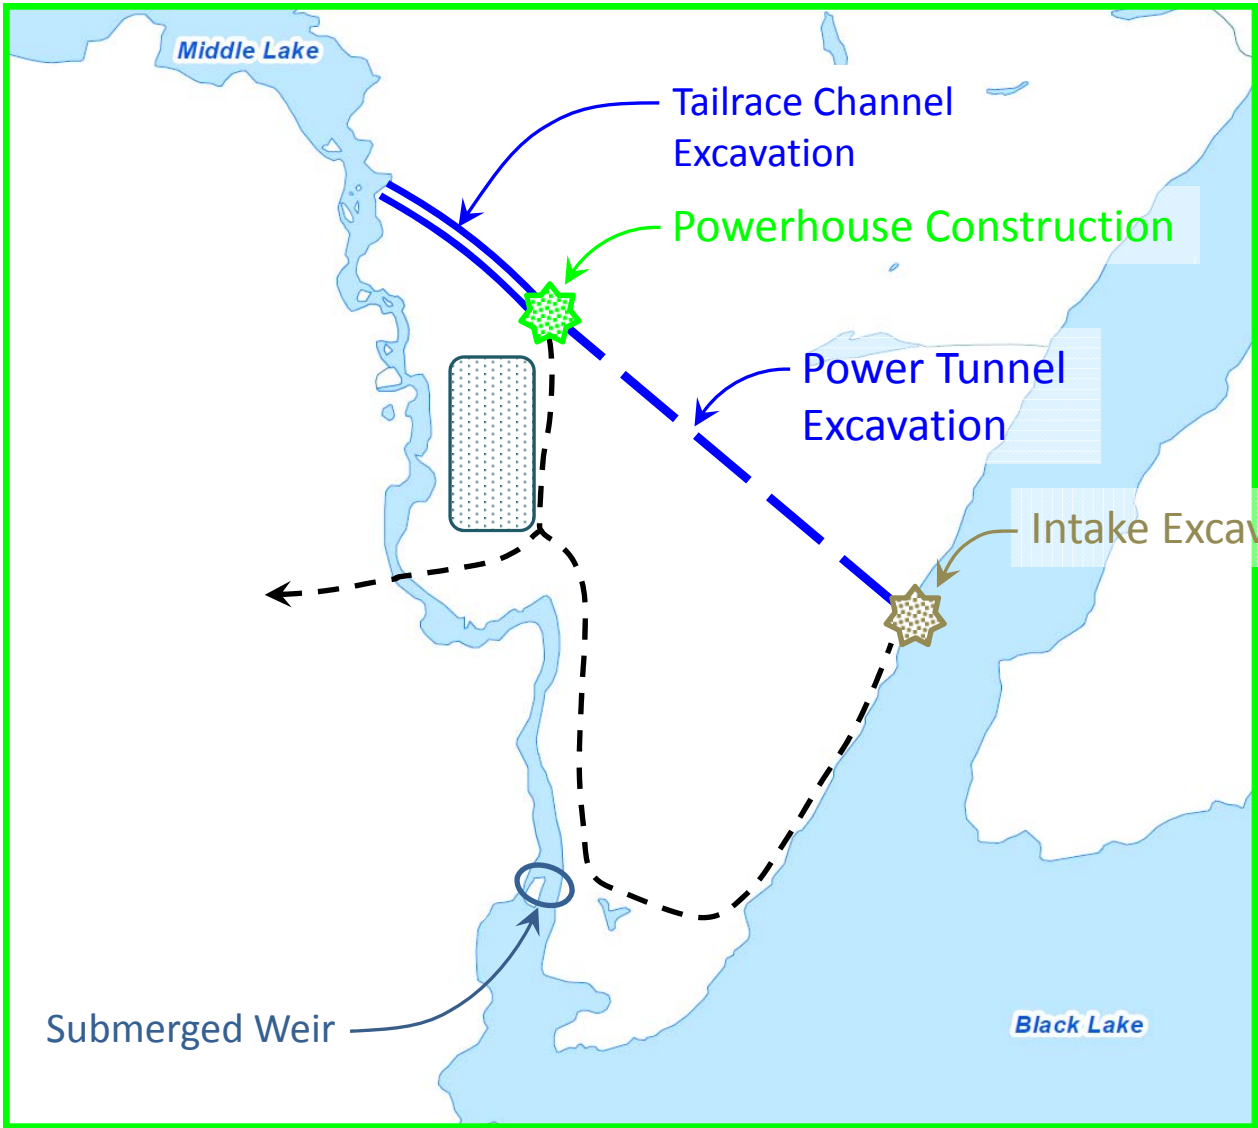 Middle Lake
Tailrace Channel
Excavation
Powerhouse Construction
Power Tunnel
Excavation
Intake Excav
Submerged Weir
Black Lake